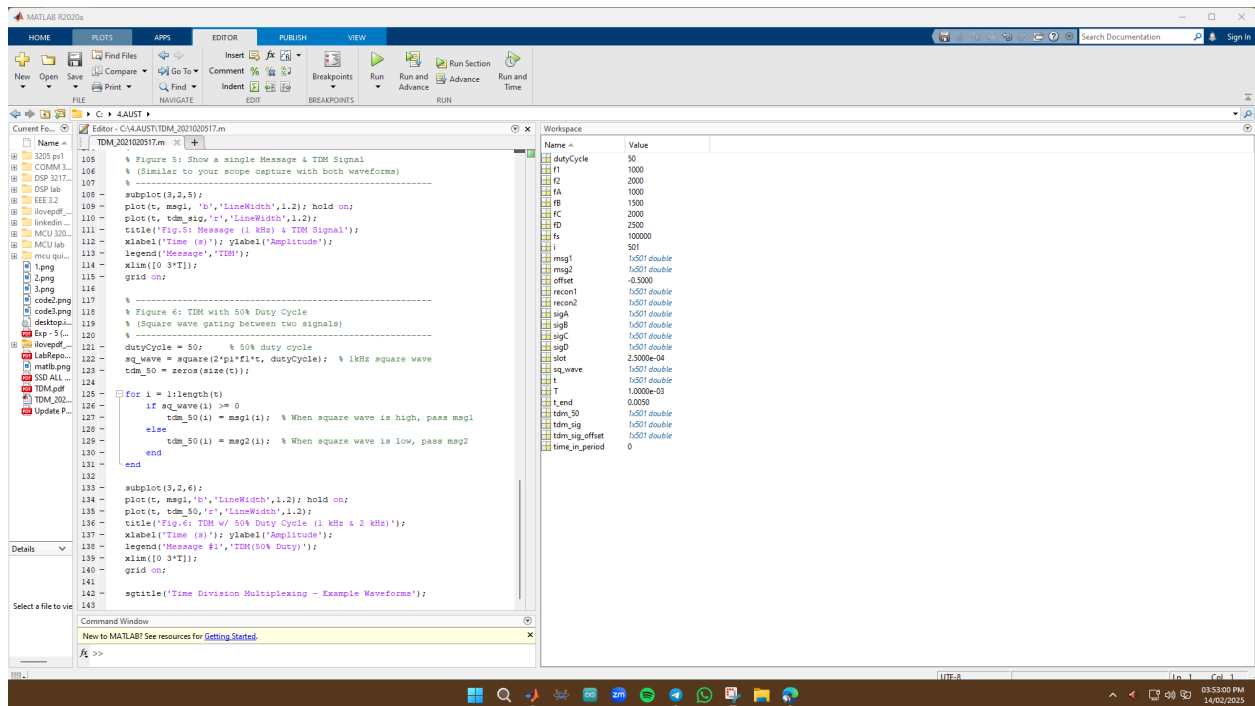 MATLAB R2020a
HOME PLOTS APPS EDITOR PUBLISH VIEW
Search Documentation Sign In
New Open Save
Find Files
Compare
Print
Go To
Find
Insert fx
Comment %
Indent
Breakpoints
Run
Run and Advance
Run Section
Advance
Run and Time
FILE NAVIGATE EDIT BREAKPOINTS RUN
C: 4.AUST
Current Fo...
Name
3205 ps1
COMM 3...
DSP 3217...
DSP lab
EEE 3.2
ilovepdf_...
linkedin ...
MCU 320...
MCU lab
mcu qui...
1.png
2.png
3.png
code2.png
code3.png
desktop.i...
Exp - 5 (...
ilovepdf_...
LabRepo...
matlb.png
SSD ALL ...
TDM.pdf
TDM_202...
Update P...
Details
Select a file to vie
Editor - C:\4.AUST\TDM_2021020517.m
TDM_2021020517.m
105 % Figure 5: Show a single Message & TDM Signal
106 % (Similar to your scope capture with both waveforms)
107 % ----------------------------------------------------------
108 – subplot(3,2,5);
109 – plot(t, msg1, 'b','LineWidth',1.2); hold on;
110 – plot(t, tdm_sig,'r','LineWidth',1.2);
111 – title('Fig.5: Message (1 kHz) & TDM Signal');
112 – xlabel('Time (s)'); ylabel('Amplitude');
113 – legend('Message','TDM');
114 – xlim([0 3*T]);
115 – grid on;
116
117 % ----------------------------------------------------------
118 % Figure 6: TDM with 50% Duty Cycle
119 % (Square wave gating between two signals)
120 % ----------------------------------------------------------
121 – dutyCycle = 50; % 50% duty cycle
122 – sq_wave = square(2*pi*f1*t, dutyCycle); % 1kHz square wave
123 – tdm_50 = zeros(size(t));
124
125 – for i = 1:length(t)
126 – if sq_wave(i) >= 0
127 – tdm_50(i) = msg1(i); % When square wave is high, pass msg1
128 – else
129 – tdm_50(i) = msg2(i); % When square wave is low, pass msg2
130 – end
131 – end
132
133 – subplot(3,2,6);
134 – plot(t, msg1,'b','LineWidth',1.2); hold on;
135 – plot(t, tdm_50,'r','LineWidth',1.2);
136 – title('Fig.6: TDM w/ 50% Duty Cycle (1 kHz & 2 kHz)');
137 – xlabel('Time (s)'); ylabel('Amplitude');
138 – legend('Message #1','TDM(50% Duty)');
139 – xlim([0 3*T]);
140 – grid on;
141
142 – sgtitle('Time Division Multiplexing - Example Waveforms');
143
Command Window
New to MATLAB? See resources for Getting Started.
fx >>
Workspace
Name Value
dutyCycle 50
f1 1000
f2 2000
fA 1000
fB 1500
fC 2000
fD 2500
fs 100000
i 501
msg1 1x501 double
msg2 1x501 double
offset -0.5000
recon1 1x501 double
recon2 1x501 double
sigA 1x501 double
sigB 1x501 double
sigC 1x501 double
sigD 1x501 double
slot 2.5000e-04
sq_wave 1x501 double
t 1x501 double
T 1.0000e-03
t_end 0.0050
tdm_50 1x501 double
tdm_sig 1x501 double
tdm_sig_offset 1x501 double
time_in_period 0
UTF-8 Ln 1 Col 1
zm
03:53:00 PM
14/02/2025